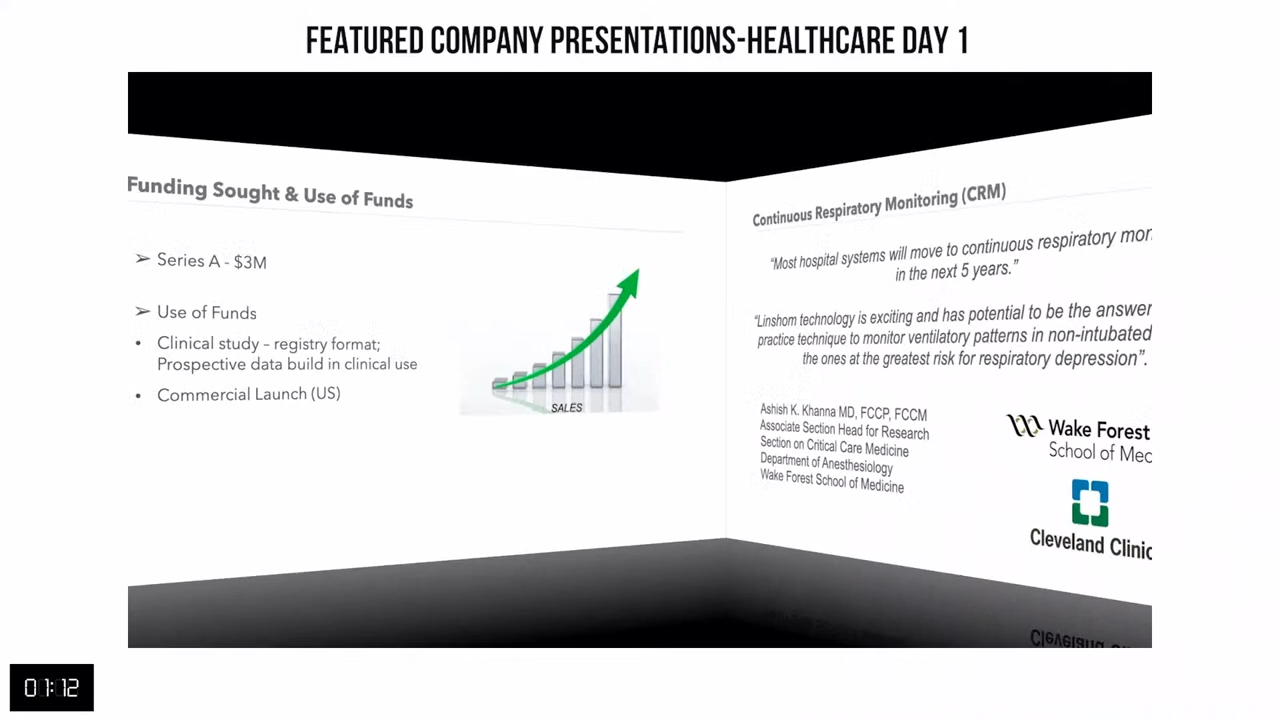 FEATURED COMPANY PRESENTATIONS-HEALTHCARE DAY 1
Funding Sought & Use of Funds
➢ Series A - $3M
➢ Use of Funds
• Clinical study – registry format;
Prospective data build in clinical use
• Commercial Launch (US)
SALES
Continuous Respiratory Monitoring (CRM)
“Most hospital systems will move to continuous respiratory
in the next 5 years.”
“Linshom technology is exciting and has potential to be the answer
practice technique to monitor ventilatory patterns in non-intubated
the ones at the greatest risk for respiratory depression”.
Ashish K. Khanna MD, FCCP, FCCM
Associate Section Head for Research
Section on Critical Care Medicine
Department of Anesthesiology
Wake Forest School of Medicine
Wake Forest
School of
Cleveland
01:12